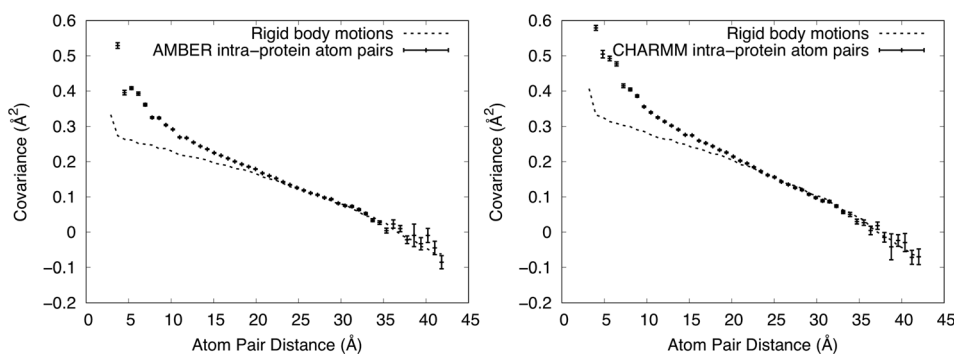 0.6
0.5
0.4
0.3
0.2
0.1
0
−0.1
−0.2
Covariance (Å²)
Rigid body motions
AMBER intra−protein atom pairs
0 5 10 15 20 25 30 35 40 45
Atom Pair Distance (Å)
0.6
0.5
0.4
0.3
0.2
0.1
0
−0.1
−0.2
Covariance (Å²)
Rigid body motions
CHARMM intra−protein atom pairs
0 5 10 15 20 25 30 35 40 45
Atom Pair Distance (Å)